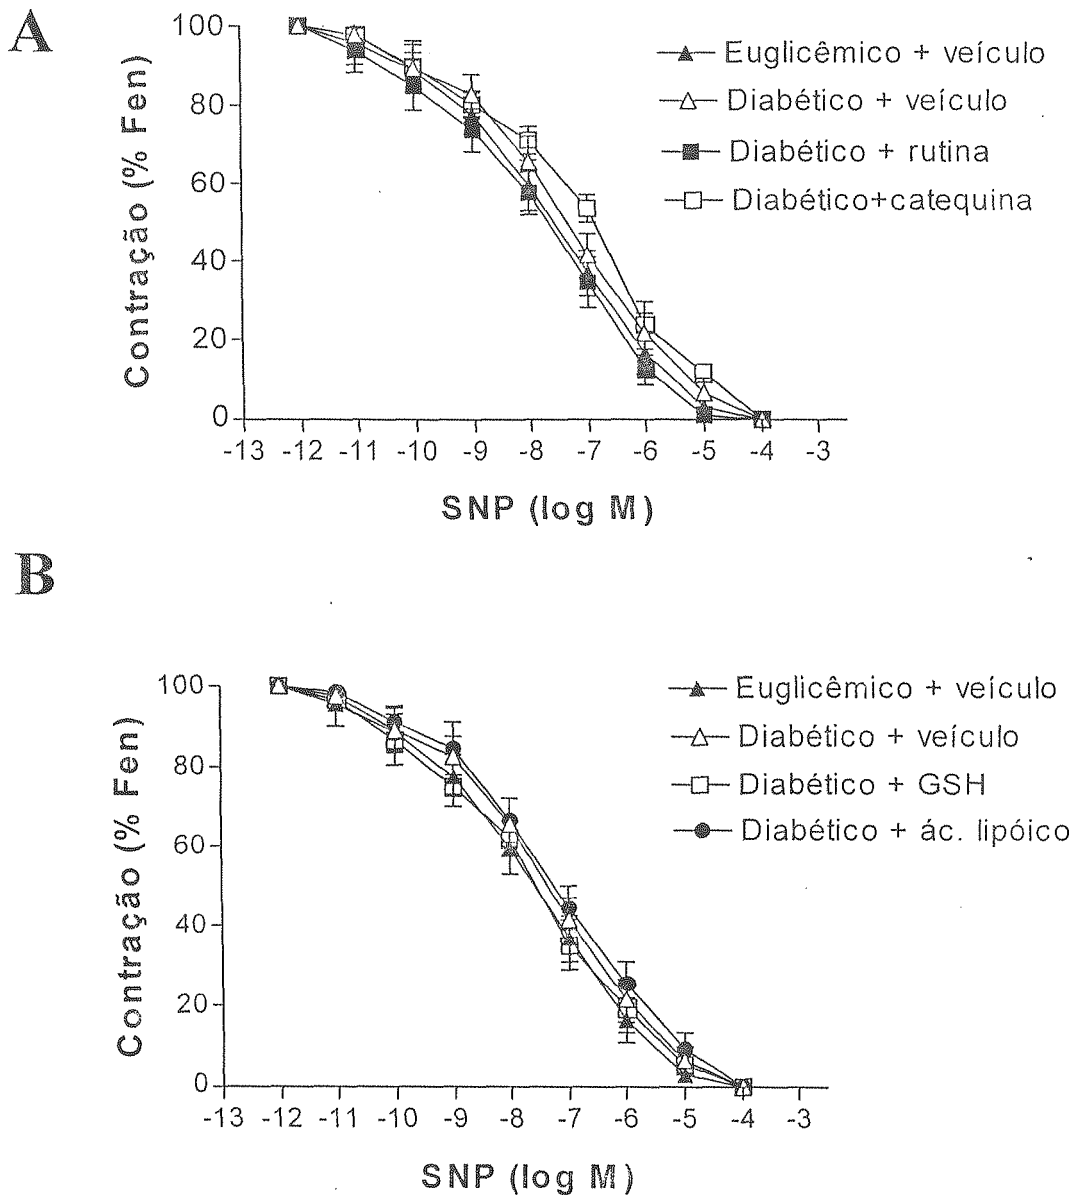 A
Contração (% Fen)
100
80
60
40
20
0
-13 -12 -11 -10 -9 -8 -7 -6 -5 -4 -3
SNP (log M)
Euglicêmico + veículo
Diabético + veículo
Diabético + rutina
Diabético+catequina
B
Contração (% Fen)
100
80
60
40
20
0
-13 -12 -11 -10 -9 -8 -7 -6 -5 -4 -3
SNP (log M)
Euglicêmico + veículo
Diabético + veículo
Diabético + GSH
Diabético + ác. lipóico